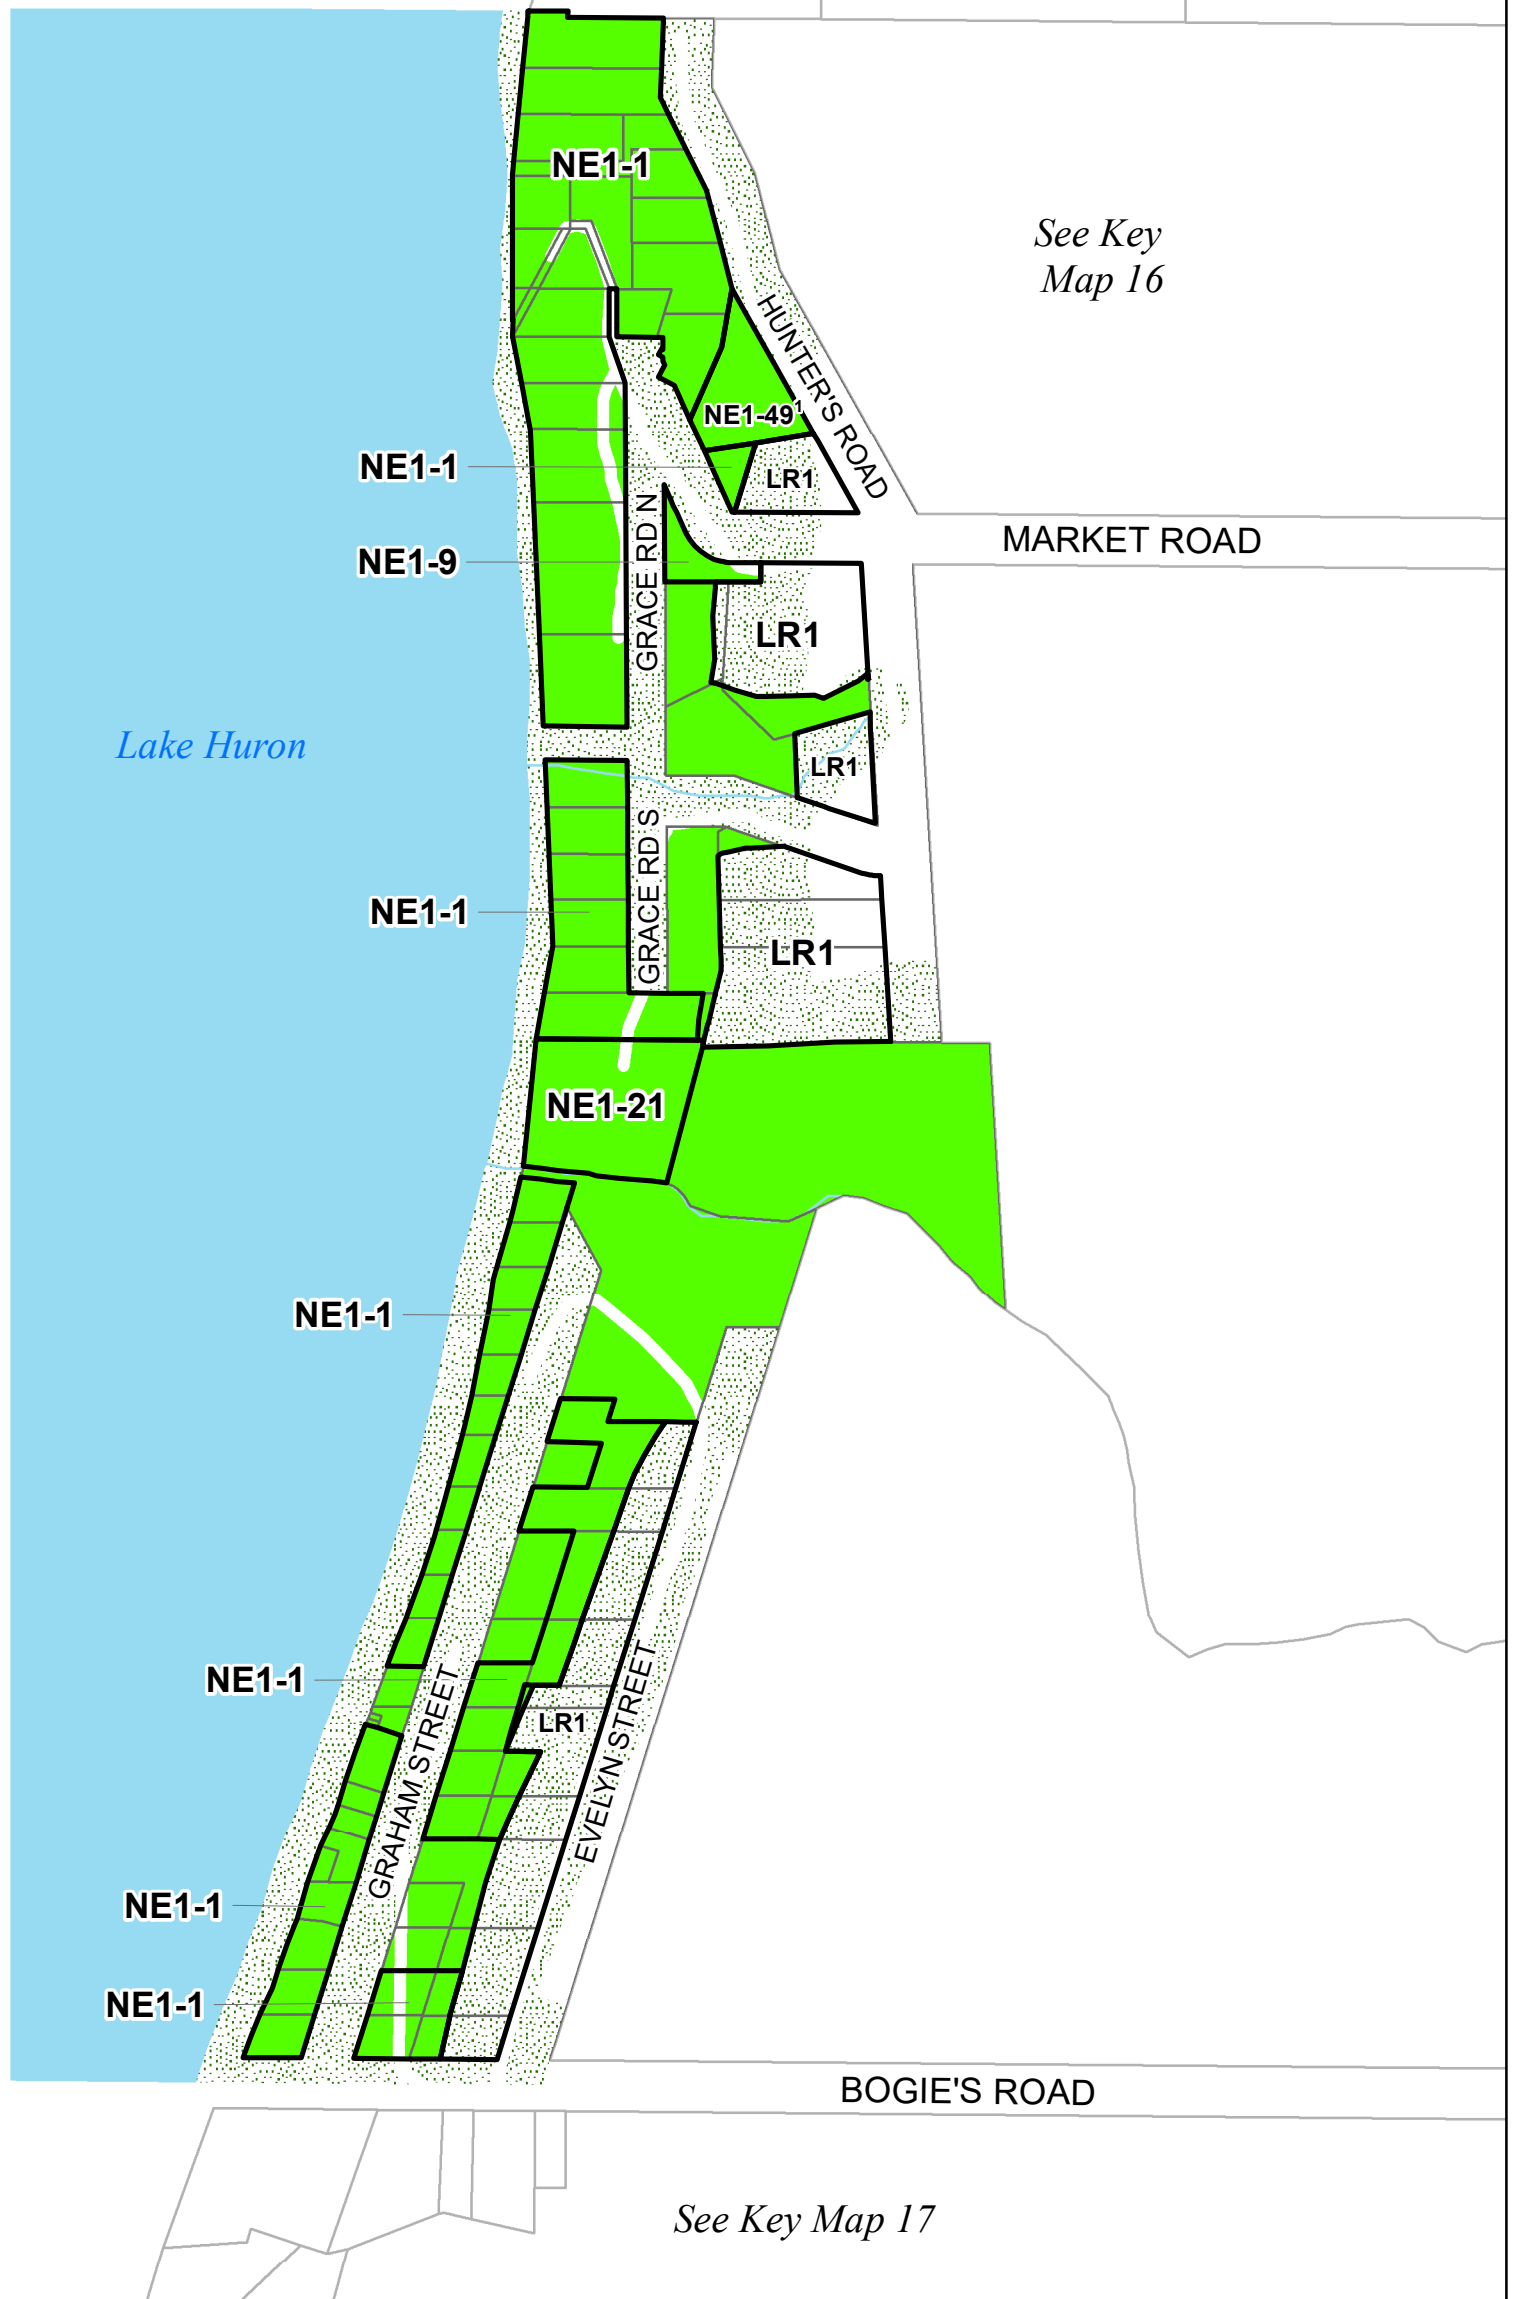 NE1-1
See Key
Map 16
HUNTER'S ROAD
NE1-49¹
NE1-1
LR1
GRACE RD N
MARKET ROAD
NE1-9
LR1
Lake Huron
LR1
GRACE RD S
NE1-1
LR1
NE1-21
NE1-1
NE1-1
GRAHAM STREET
LR1
EVELYN STREET
NE1-1
NE1-1
BOGIE'S ROAD
See Key Map 17